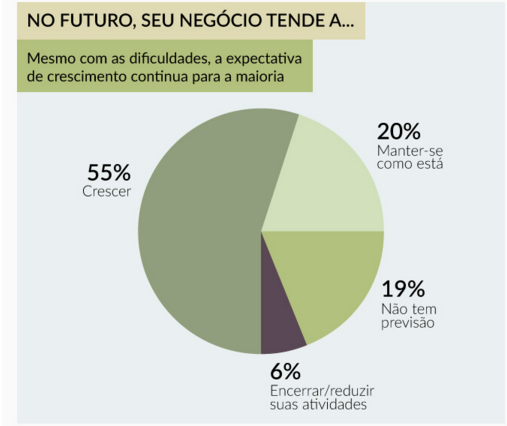 NO FUTURO, SEU NEGÓCIO TENDE A...
Mesmo com as dificuldades, a expectativa
de crescimento continua para a maioria
20%
Manter-se
como está
55%
Crescer
19%
Não tem
previsão
6%
Encerrar/reduzir
suas atividades